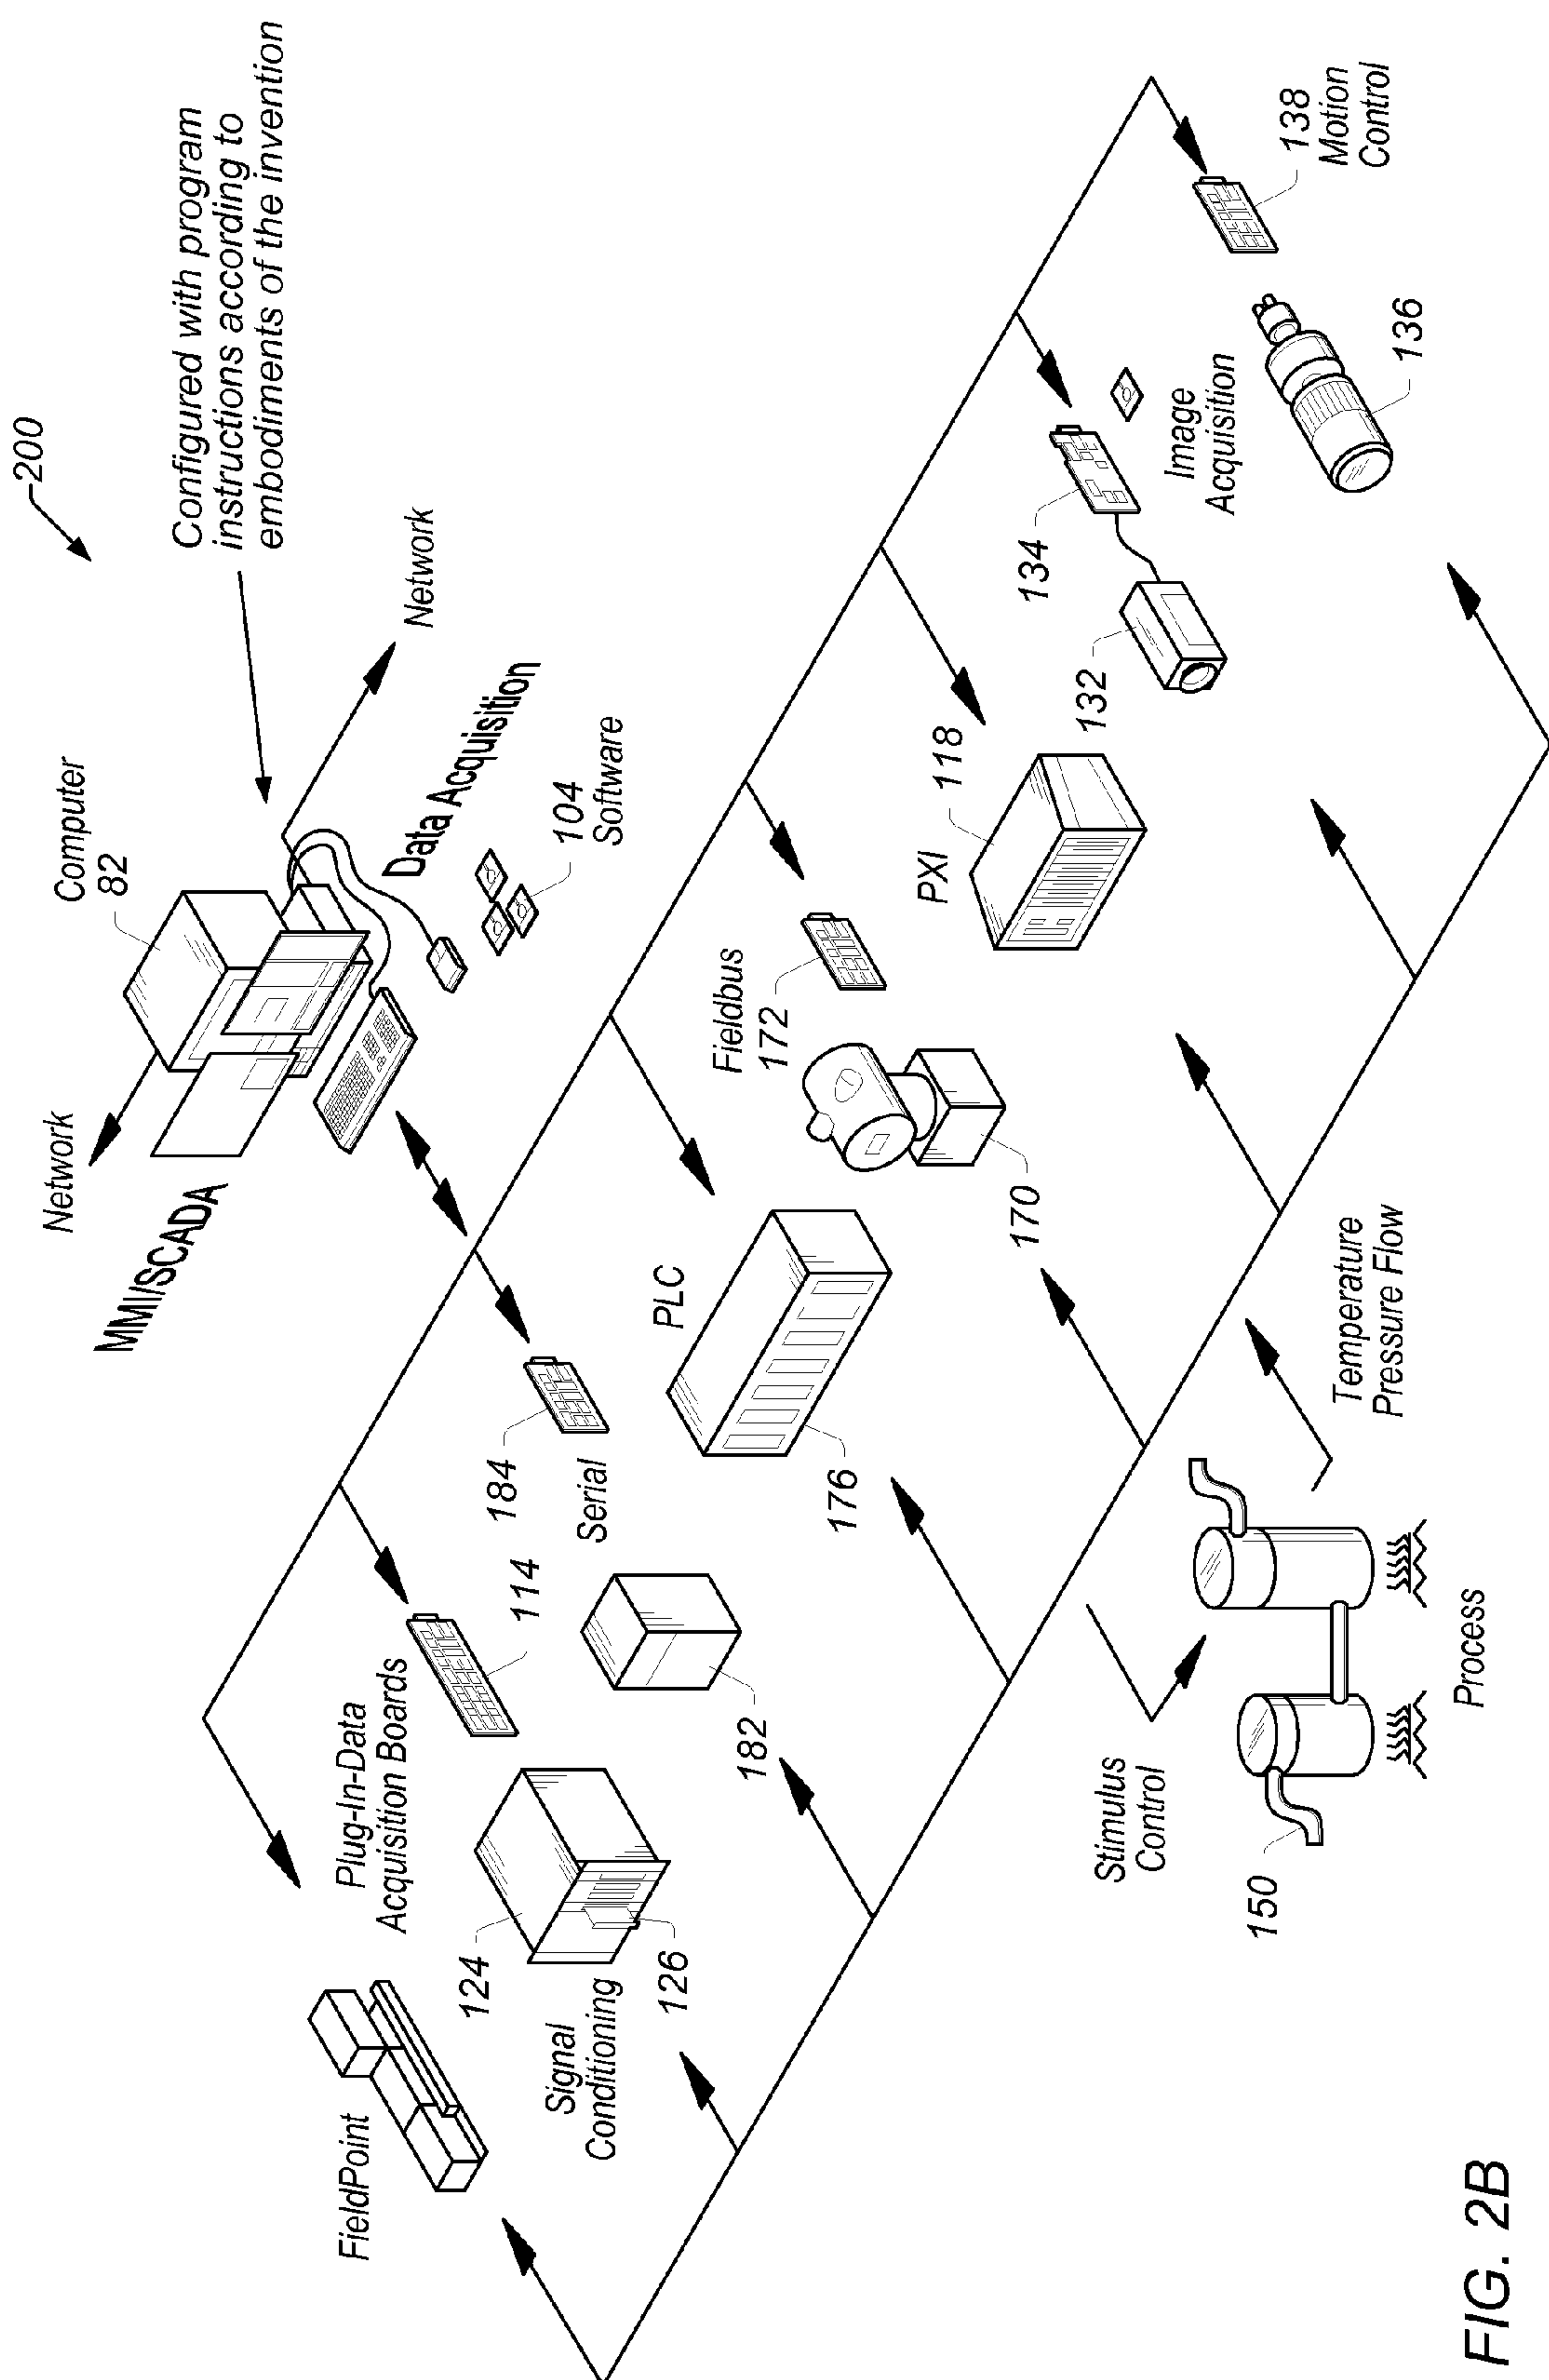 200
Configured with program
instructions according to
embodiments of the invention
Network
Computer
82
Network
MMI/SCADA
Data Acquisition
104
Software
FieldPoint
Plug-In-Data
Acquisition Boards
114
124
Signal
Conditioning
126
184
Serial
182
PLC
176
Fieldbus
172
170
PXI
118
134
132
Image
Acquisition
138
Motion
Control
136
Stimulus
Control
150
Process
Temperature
Pressure Flow
FIG. 2B